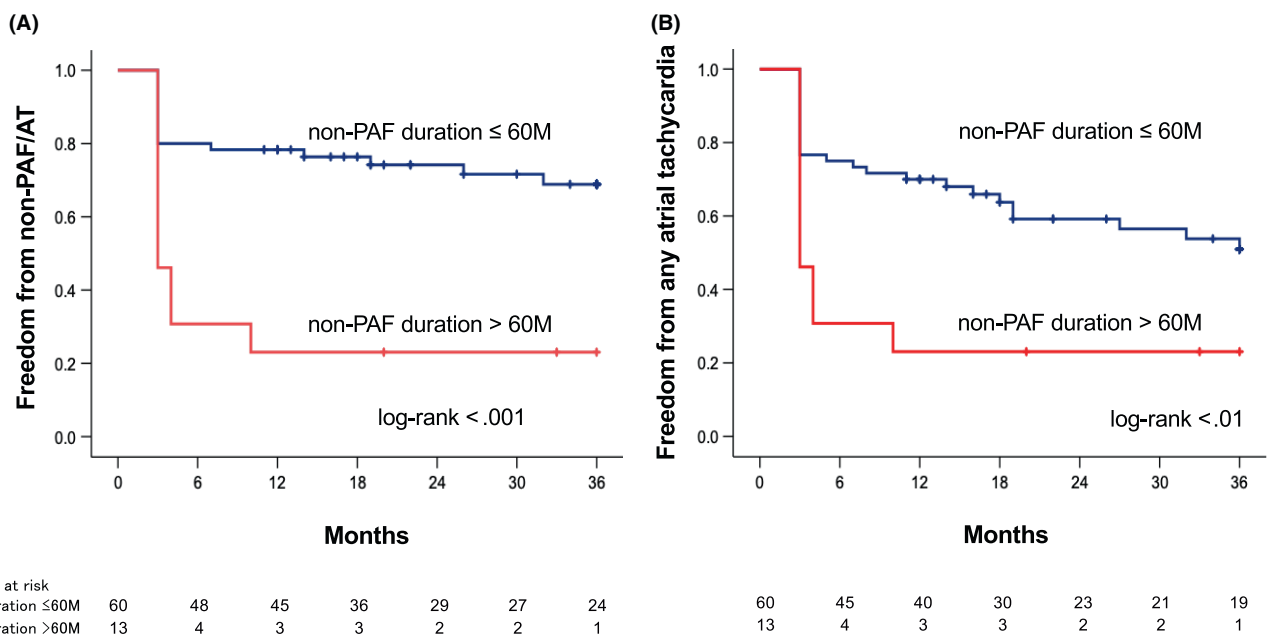 (A)
1.0
0.8
0.6
0.4
0.2
0.0
Freedom from non-PAF/AT
non-PAF duration ≤ 60M
non-PAF duration > 60M
log-rank < .001
0 6 12 18 24 30 36
Months
at risk
≤60M 60 48 45 36 29 27 24
>60M 13 4 3 3 2 2 1
(B)
1.0
0.8
0.6
0.4
0.2
0.0
Freedom from any atrial tachycardia
non-PAF duration ≤ 60M
non-PAF duration > 60M
log-rank < .01
0 6 12 18 24 30 36
Months
60 45 40 30 23 21 19
13 4 3 3 2 2 1